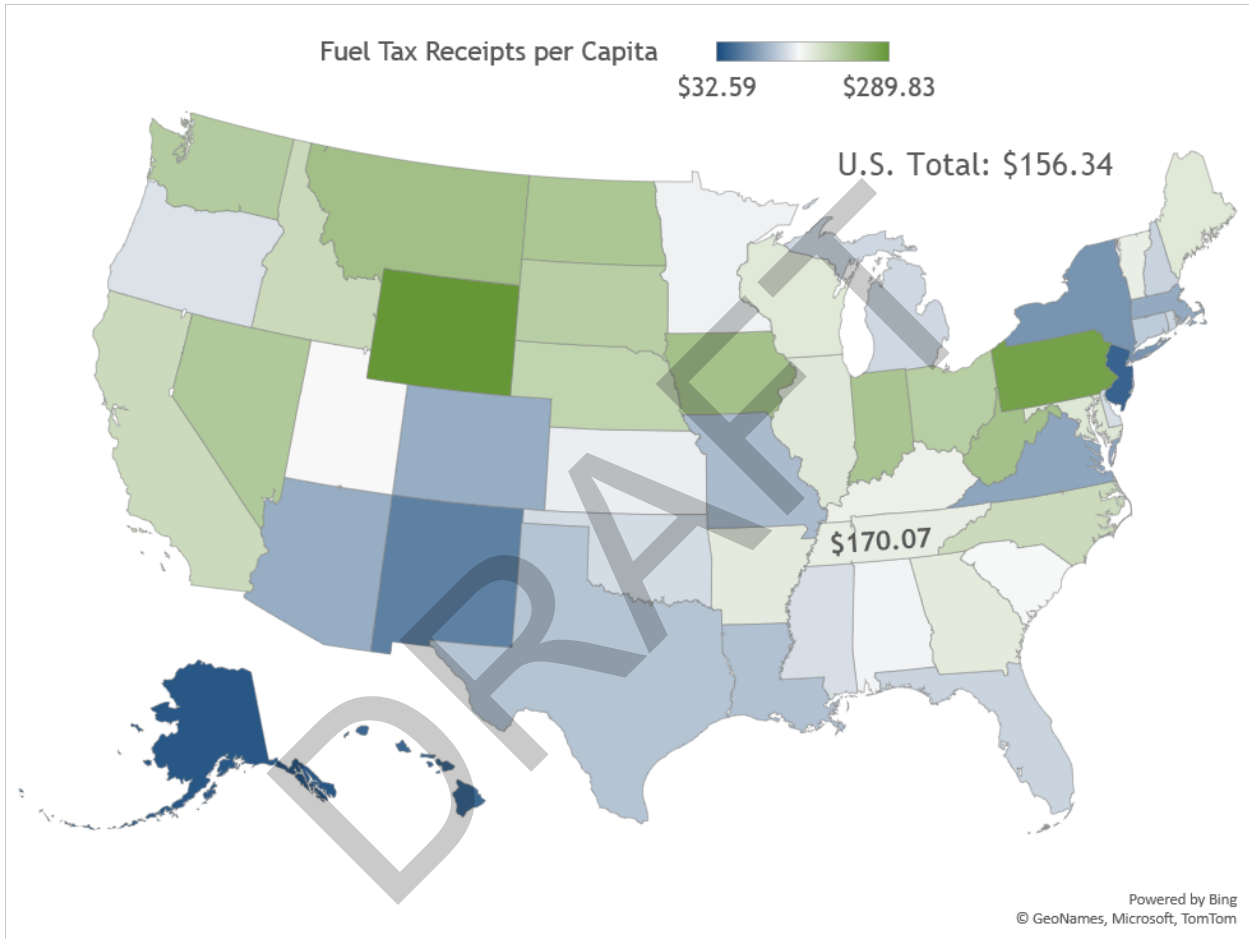 Fuel Tax Receipts per Capita
$32.59 $289.83
U.S. Total: $156.34
$170.07
DRAFT
Powered by Bing
© GeoNames, Microsoft, TomTom